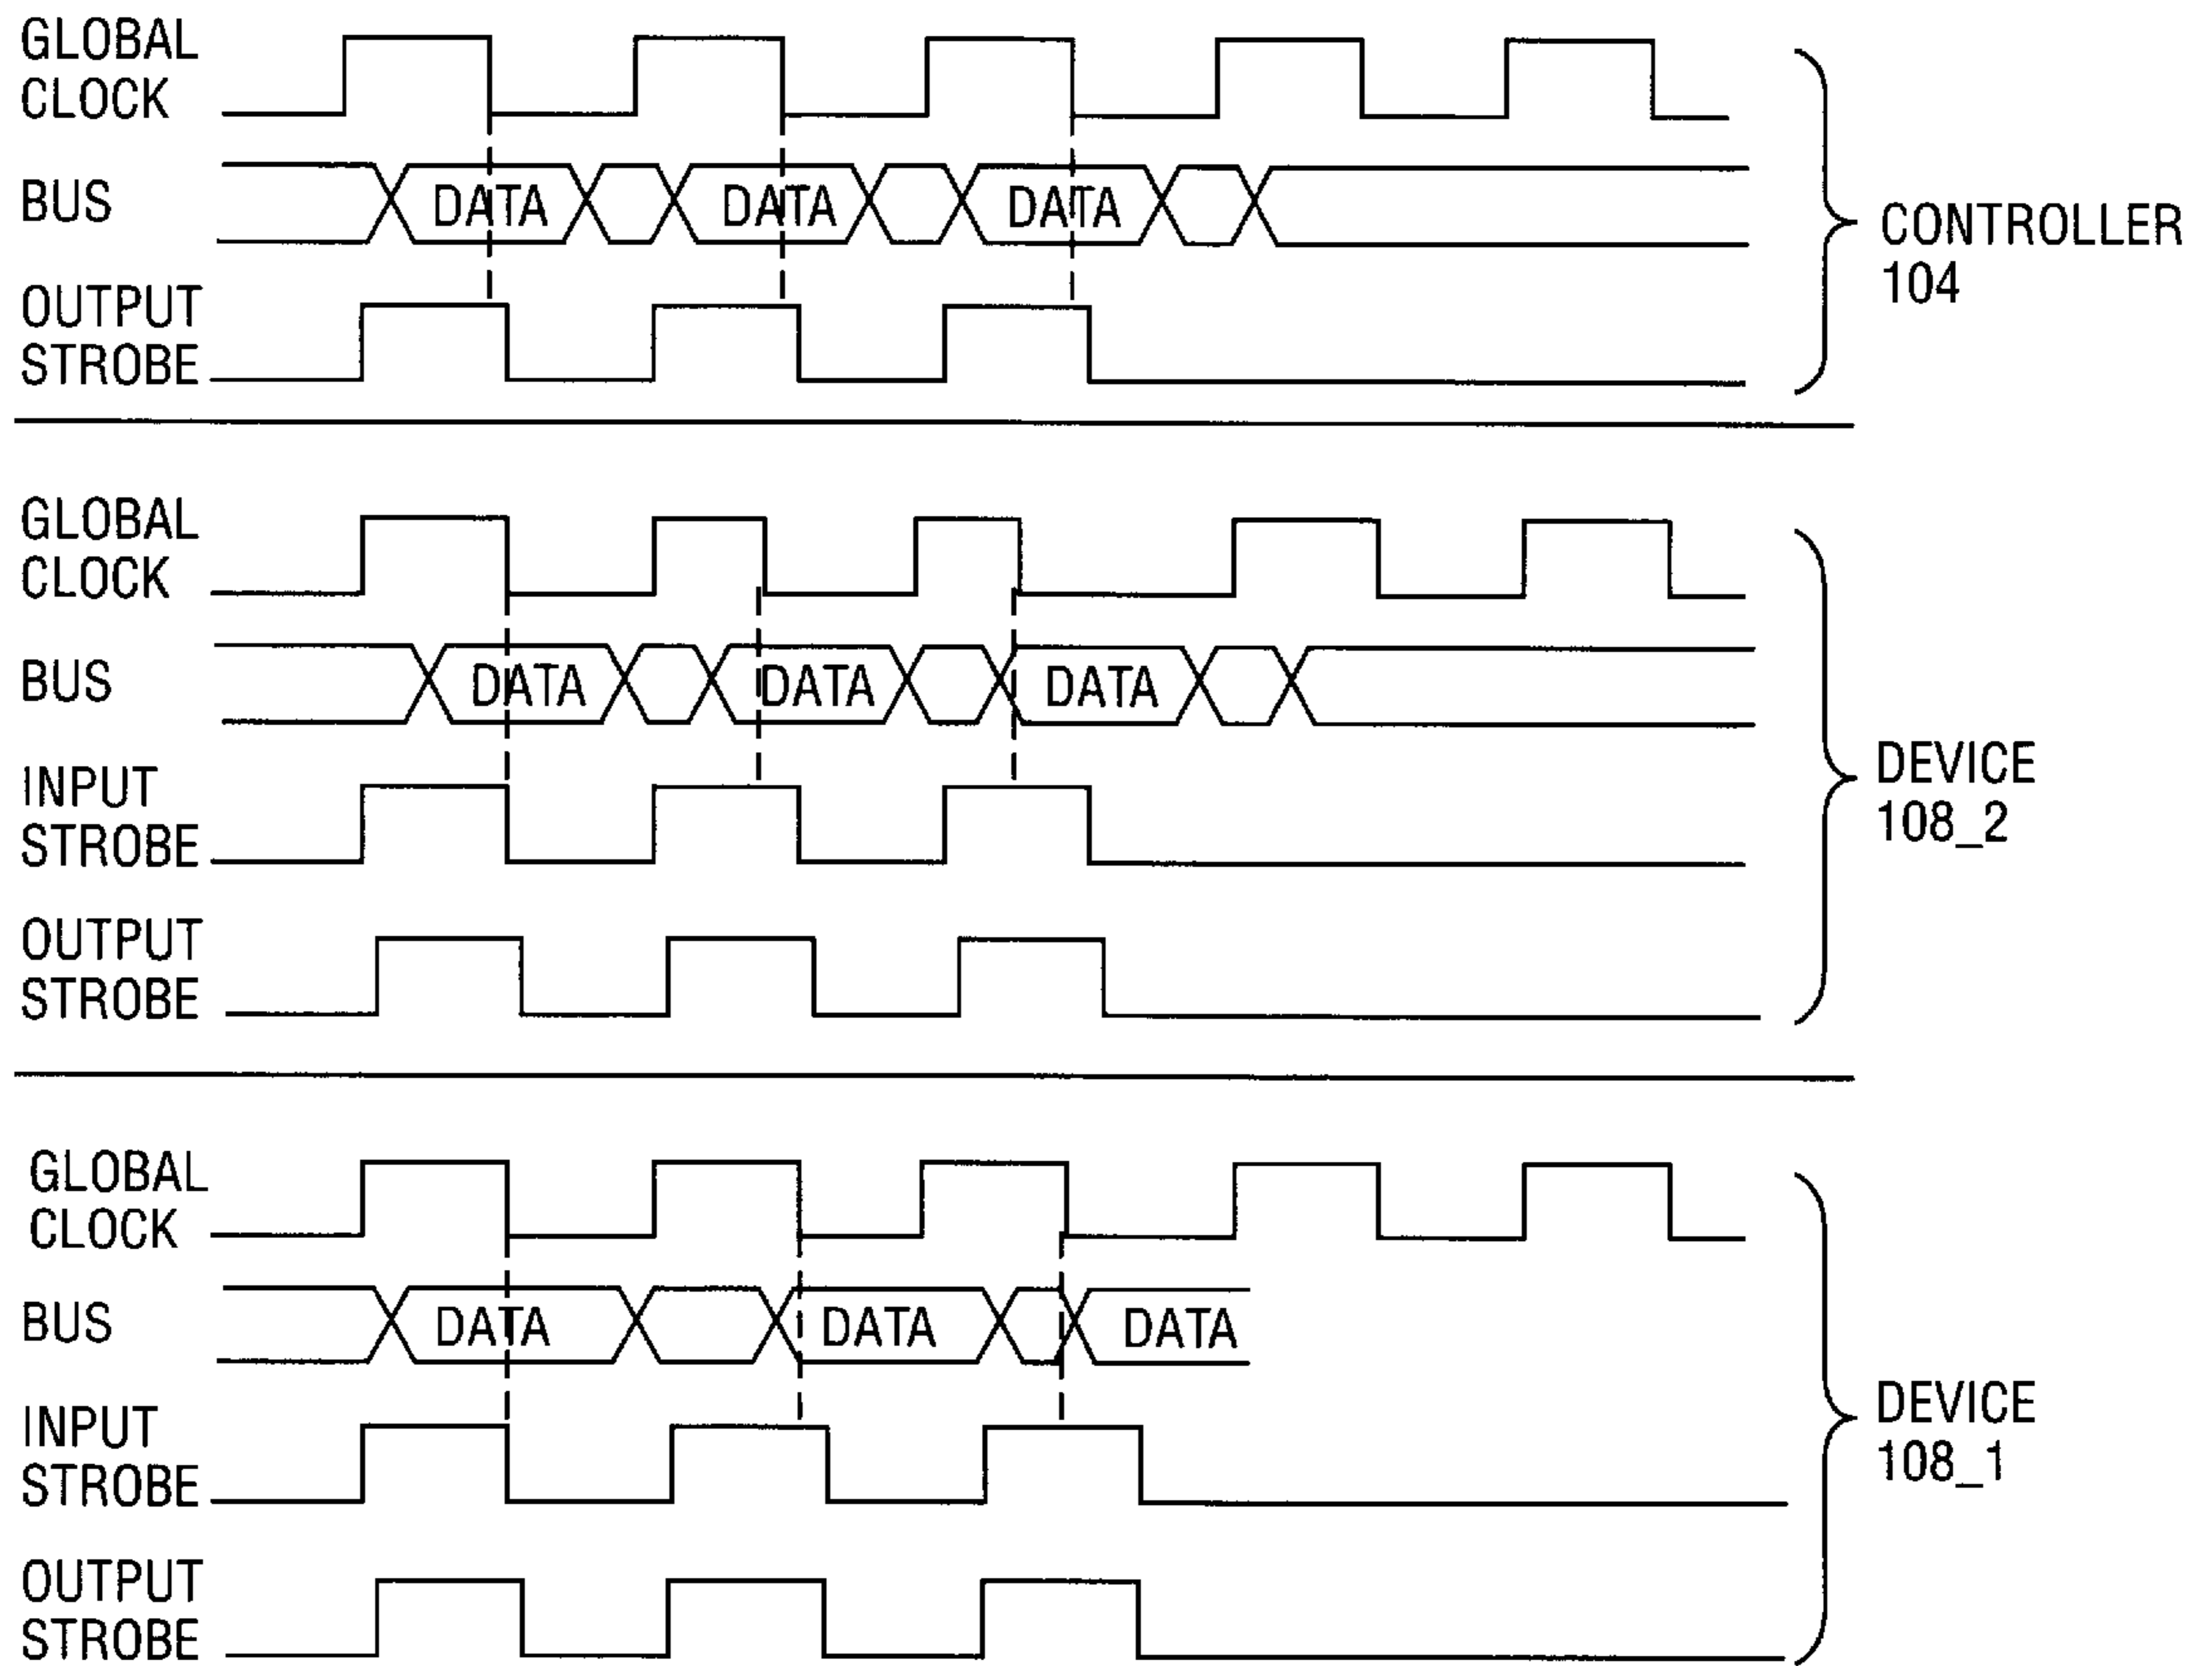 GLOBAL
CLOCK
BUS
DATA DATA DATA
OUTPUT
STROBE
CONTROLLER
104
GLOBAL
CLOCK
BUS
DATA DATA DATA
INPUT
STROBE
OUTPUT
STROBE
DEVICE
108_2
GLOBAL
CLOCK
BUS
DATA DATA DATA
INPUT
STROBE
OUTPUT
STROBE
DEVICE
108_1